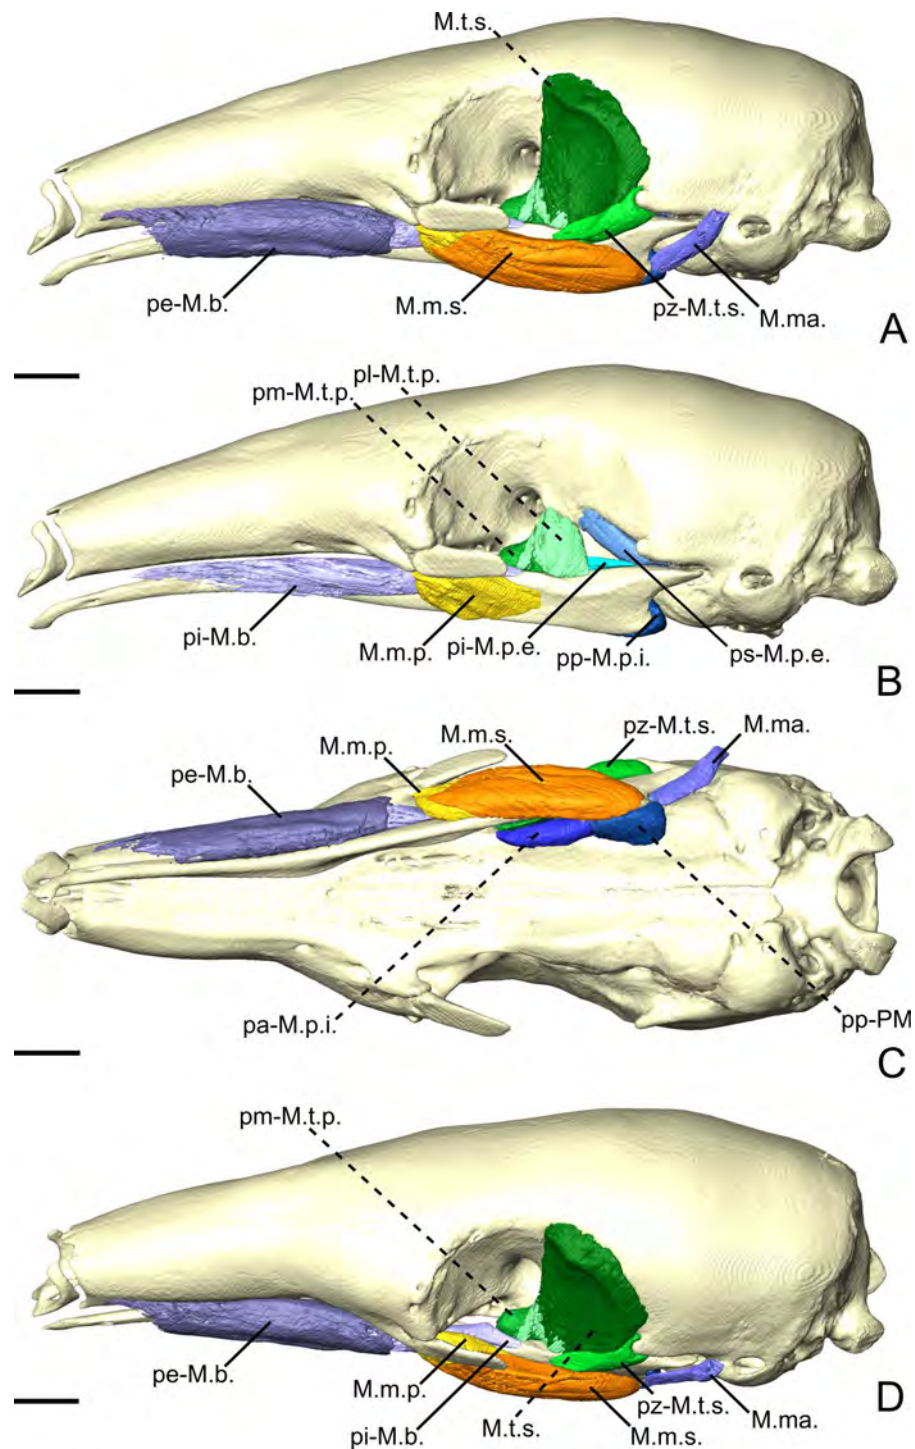 M.t.s.
pe-M.b.
M.m.s.
pz-M.t.s.
M.ma.
A
pl-M.t.p.
pm-M.t.p.
pi-M.b.
M.m.p.
pi-M.p.e.
pp-M.p.i.
ps-M.p.e.
B
pz-M.t.s.
M.ma.
M.m.s.
M.m.p.
pe-M.b.
pa-M.p.i.
pp-PM
C
pm-M.t.p.
pe-M.b.
M.m.p.
pi-M.b.
M.t.s.
M.m.s.
pz-M.t.s.
M.ma.
D